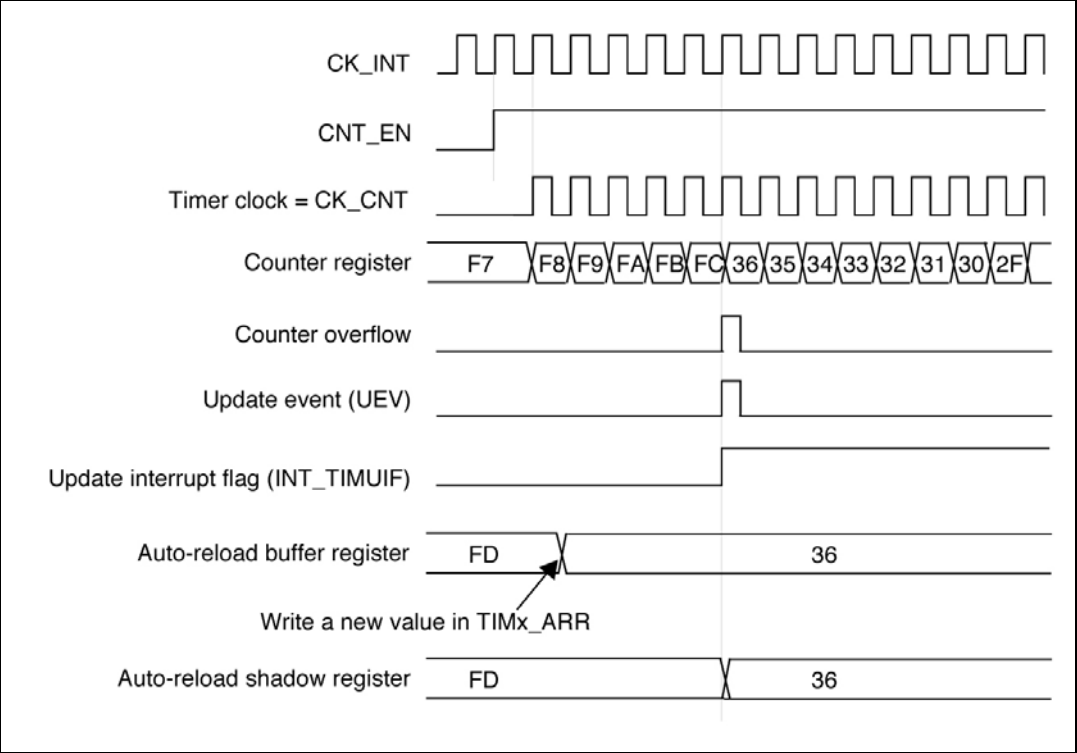 CK_INT
CNT_EN
Timer clock = CK_CNT
Counter register F7 F8 F9 FA FB FC 36 35 34 33 32 31 30 2F
Counter overflow
Update event (UEV)
Update interrupt flag (INT_TIMUIF)
Auto-reload buffer register FD 36
Write a new value in TIMx_ARR
Auto-reload shadow register FD 36